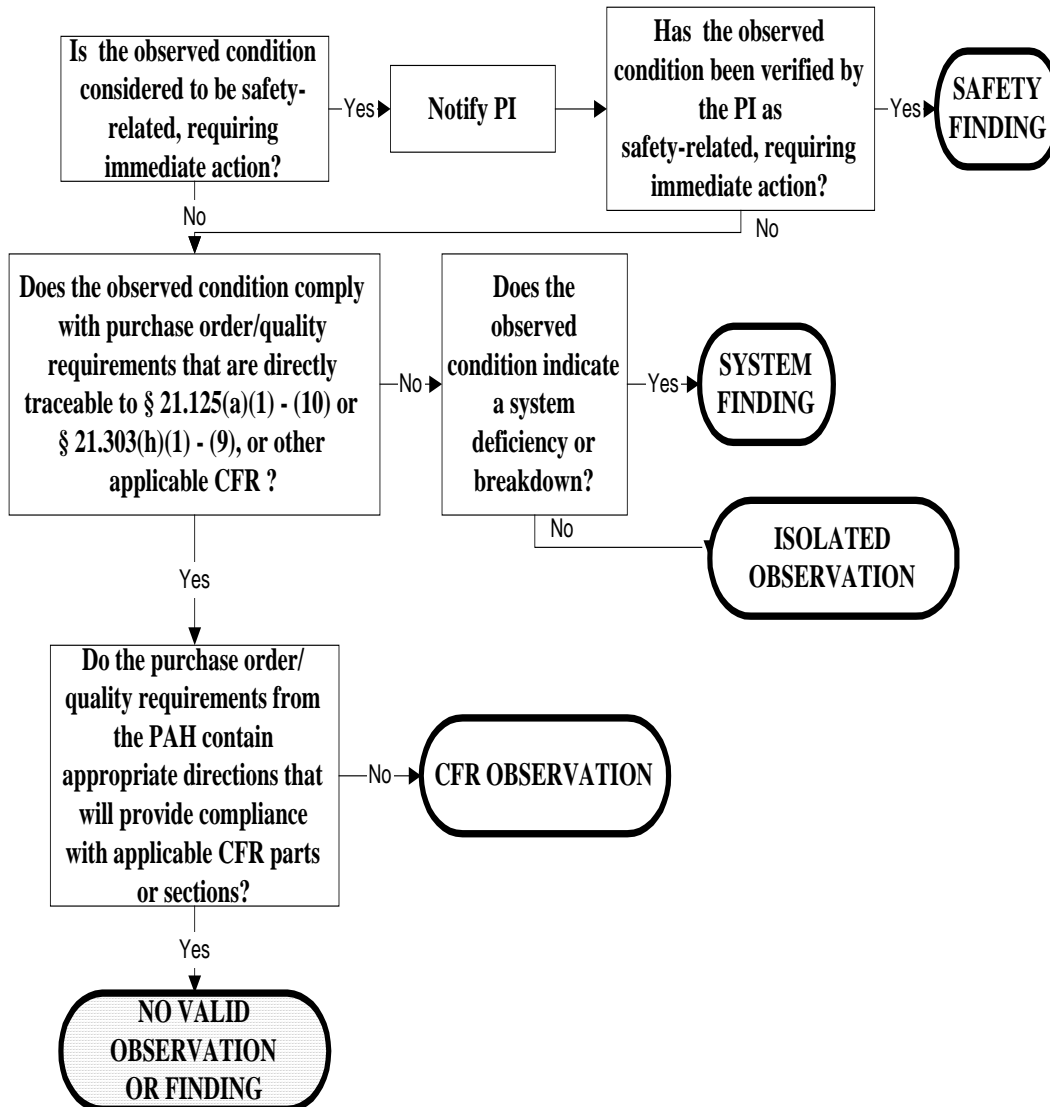 Is the observed condition
considered to be safety-
related, requiring
immediate action?
Yes
Notify PI
Has the observed
condition been verified by
the PI as
safety-related, requiring
immediate action?
Yes
SAFETY
FINDING
No
No
Does the observed condition comply
with purchase order/quality
requirements that are directly
traceable to § 21.125(a)(1) - (10) or
§ 21.303(h)(1) - (9), or other
applicable CFR ?
No
Does the
observed
condition indicate
a system
deficiency or
breakdown?
Yes
SYSTEM
FINDING
No
ISOLATED
OBSERVATION
Yes
Do the purchase order/
quality requirements from
the PAH contain
appropriate directions that
will provide compliance
with applicable CFR parts
or sections?
No
CFR OBSERVATION
Yes
NO VALID
OBSERVATION
OR FINDING